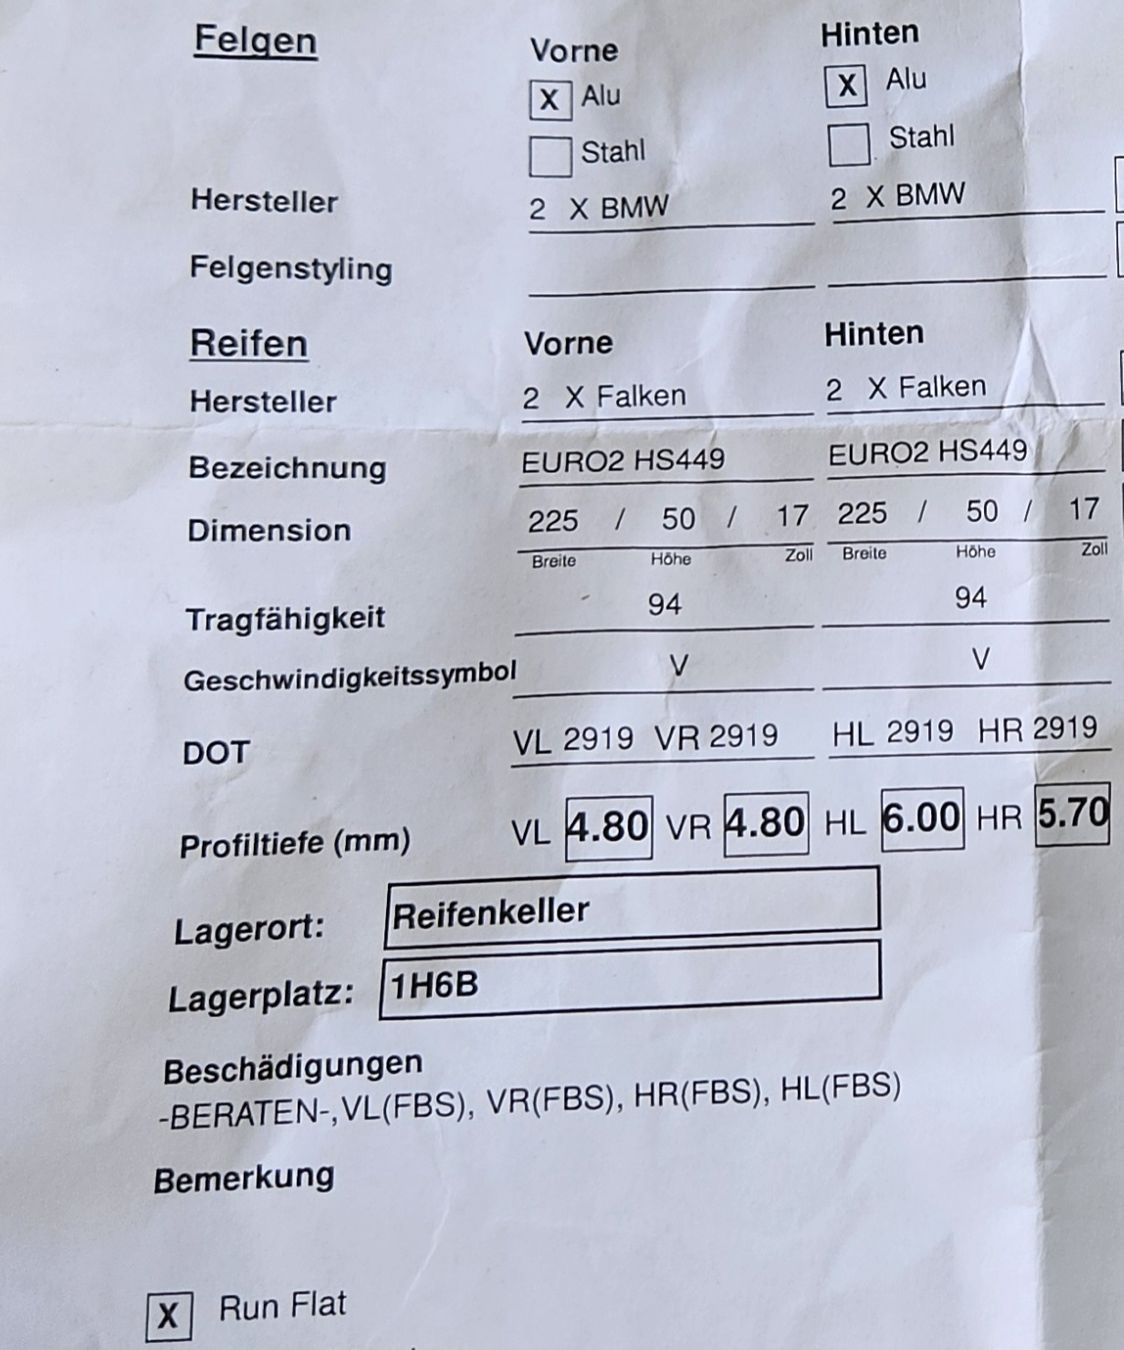 Felgen Vorne Hinten
X Alu X Alu
Stahl Stahl
Hersteller 2 X BMW 2 X BMW
Felgenstyling
Reifen Vorne Hinten
Hersteller 2 X Falken 2 X Falken
Bezeichnung EURO2 HS449 EURO2 HS449
Dimension 225 / 50 / 17 225 / 50 / 17
Breite Höhe Zoll Breite Höhe Zoll
Tragfähigkeit 94 94
Geschwindigkeitssymbol V V
DOT VL 2919 VR 2919 HL 2919 HR 2919
Profiltiefe (mm) VL 4.80 VR 4.80 HL 6.00 HR 5.70
Lagerort: Reifenkeller
Lagerplatz: 1H6B
Beschädigungen
-BERATEN-,VL(FBS), VR(FBS), HR(FBS), HL(FBS)
Bemerkung
X Run Flat